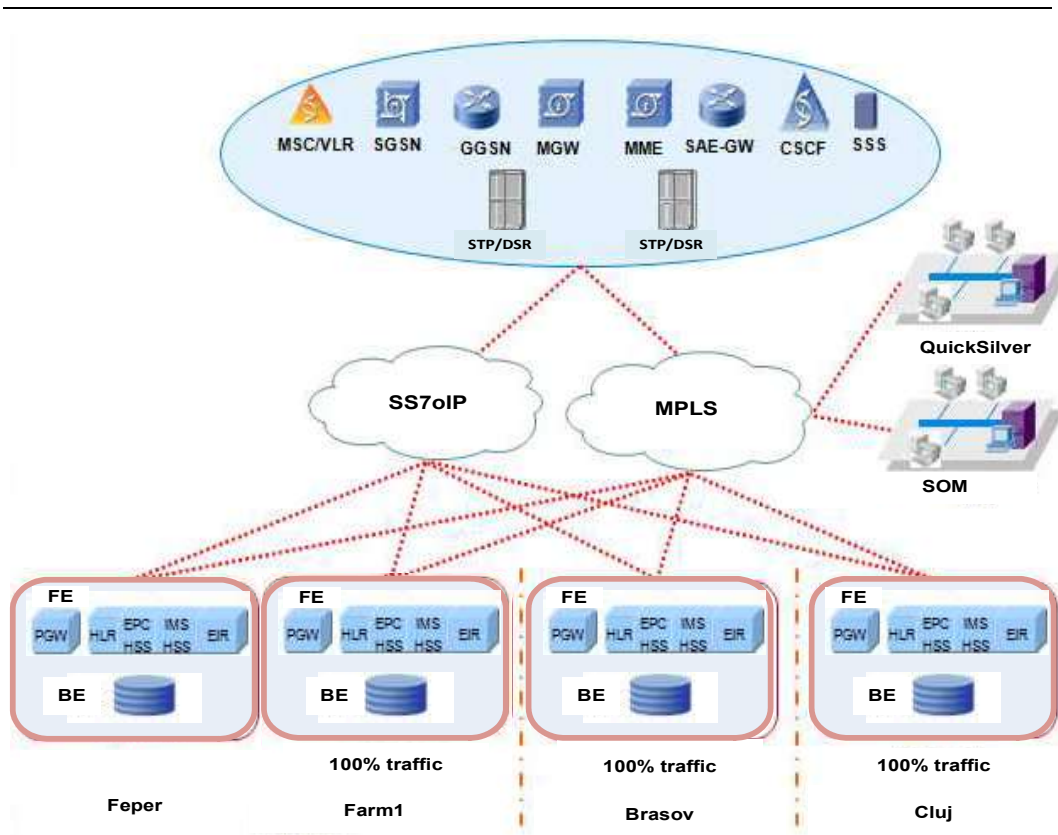 MSC/VLR SGSN GGSN MGW MME SAE-GW CSCF SSS
STP/DSR STP/DSR
QuickSilver
SS7oIP MPLS
SOM
FE FE FE FE
PGW HLR EPC HSS IMS HSS EIR
PGW HLR EPC HSS IMS HSS EIR
PGW HLR EPC HSS IMS HSS EIR
PGW HLR EPC HSS IMS HSS EIR
BE BE BE BE
100% traffic 100% traffic 100% traffic
Feper Farm1 Brasov Cluj